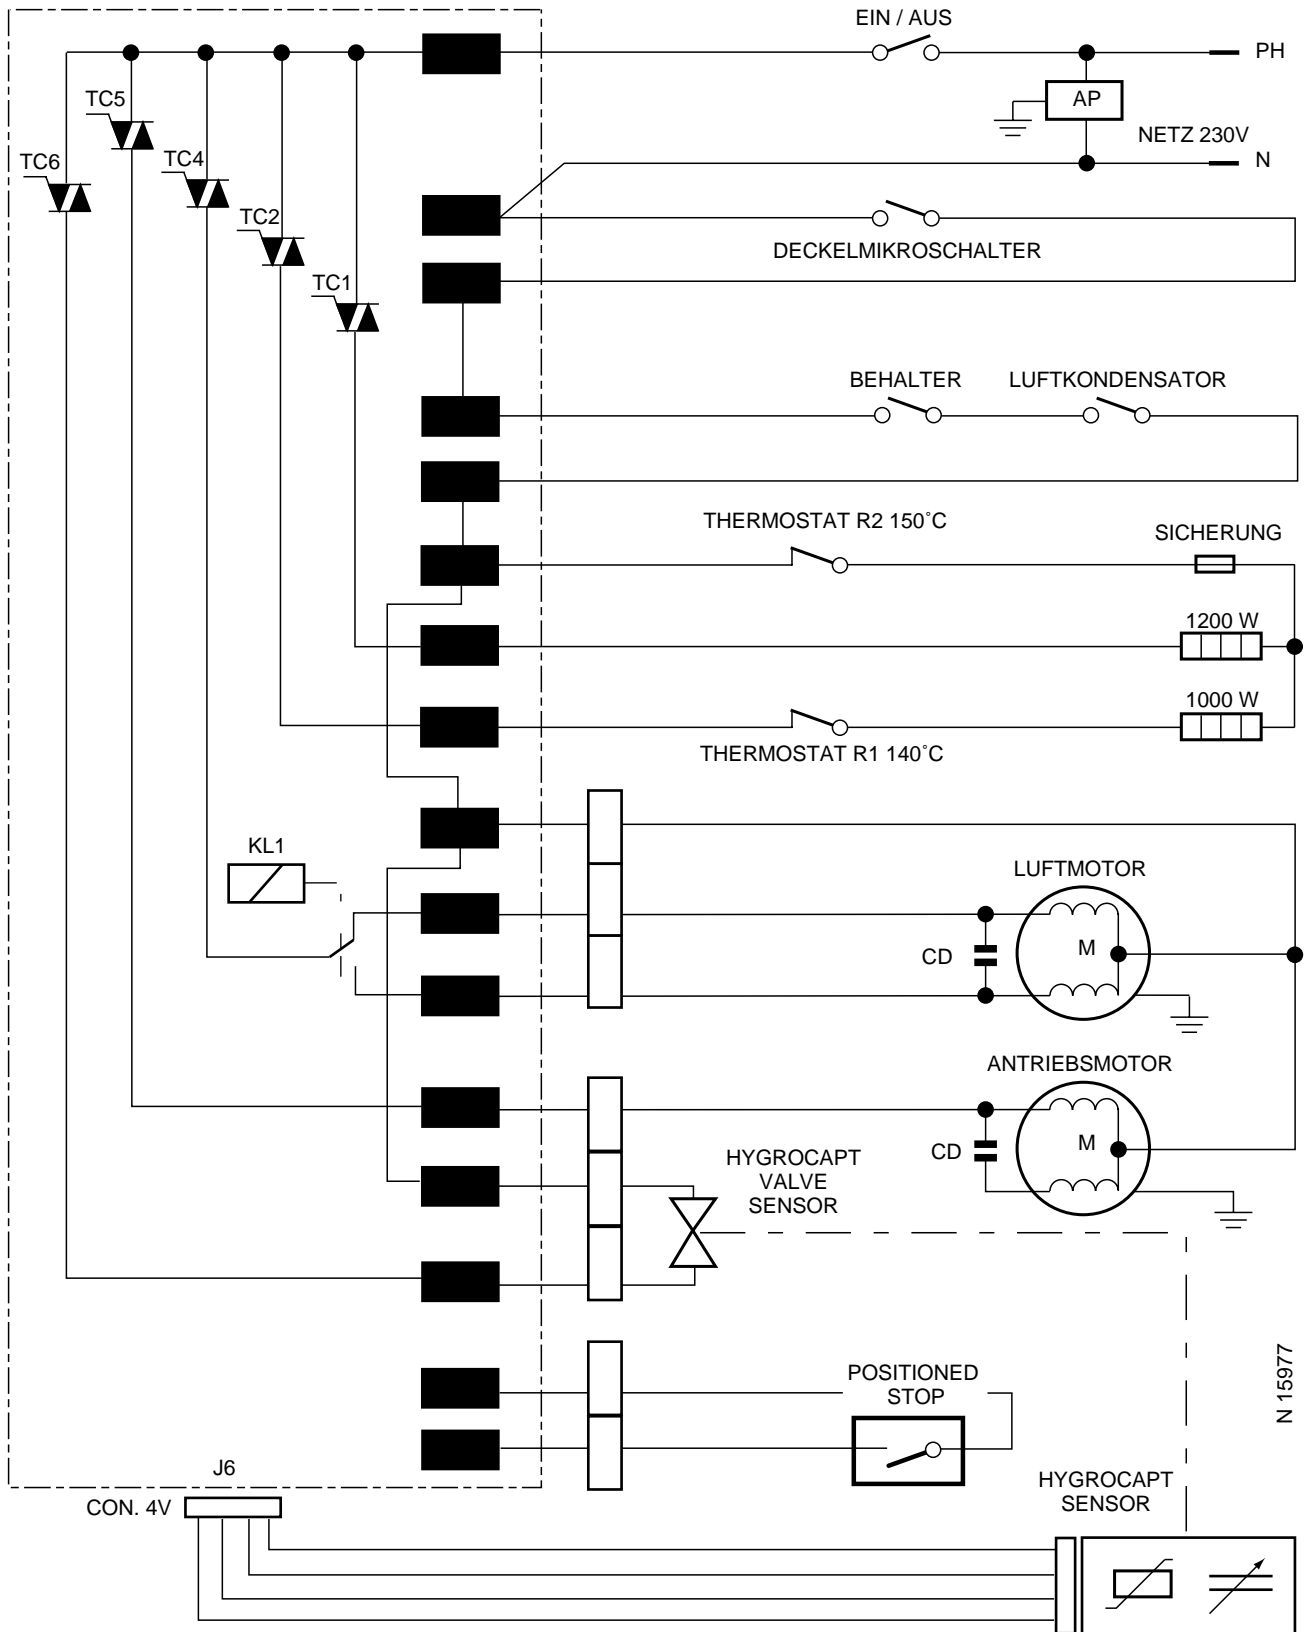 EIN / AUS
PH
TC5
AP
NETZ 230V
TC6
TC4
N
TC2
DECKELMIKROSCHALTER
TC1
BEHALTER
LUFTKONDENSATOR
THERMOSTAT R2 150˚C
SICHERUNG
1200 W
1000 W
THERMOSTAT R1 140˚C
KL1
LUFTMOTOR
CD
M
ANTRIEBSMOTOR
CD
M
HYGROCAPT
VALVE
SENSOR
POSITIONED
STOP
N 15977
J6
CON. 4V
HYGROCAPT
SENSOR